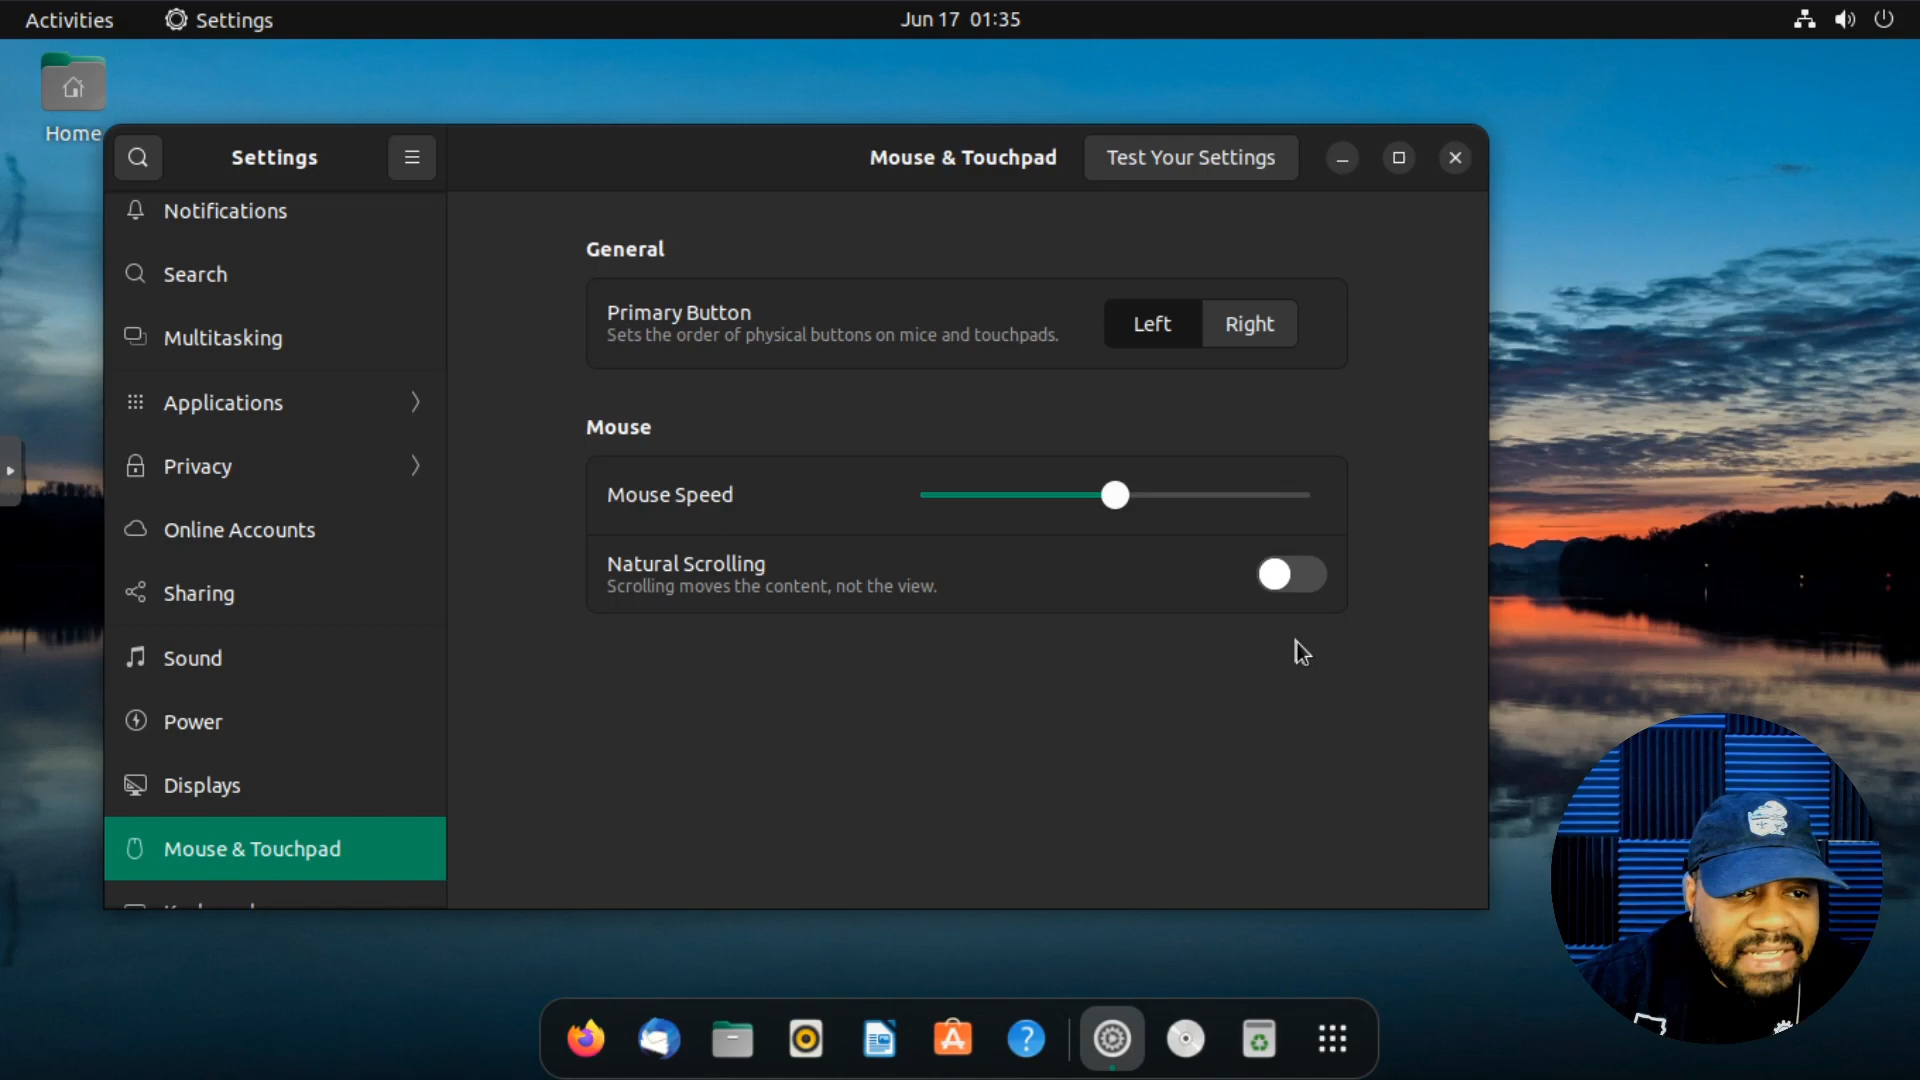 Activities
Settings
Jun 17 01:35
Home
Settings
Mouse & Touchpad
Test Your Settings
Notifications
Search
Multitasking
Applications
Privacy
Online Accounts
Sharing
Sound
Power
Displays
Mouse & Touchpad
General
Primary Button
Sets the order of physical buttons on mice and touchpads.
Left
Right
Mouse
Mouse Speed
Natural Scrolling
Scrolling moves the content, not the view.